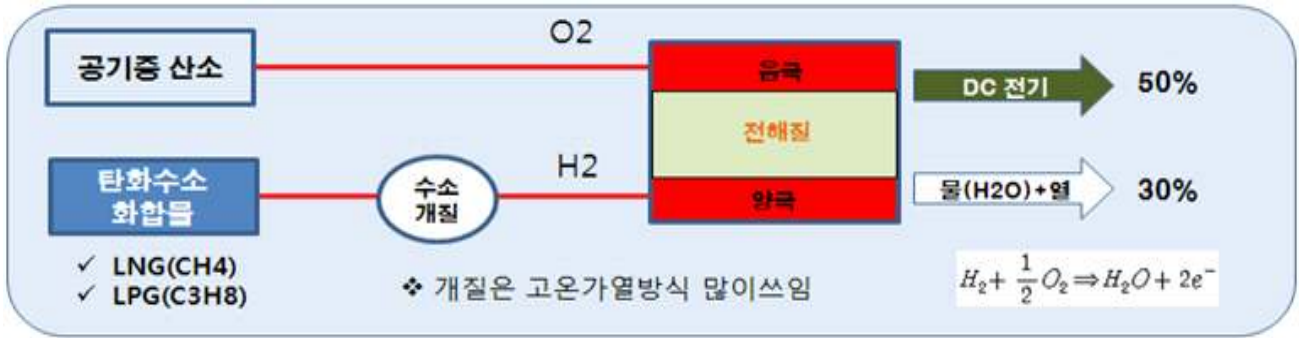 O2
공기증 산소
음극
DC 전기
50%
전해질
탄화수소
화합물
수소
개질
H2
양극
물(H2O)+열
30%
✓ LNG(CH4)
✓ LPG(C3H8)
❖ 개질은 고온가열방식 많이쓰임
H₂ + 1/2 O₂ ⇒ H₂O + 2e⁻